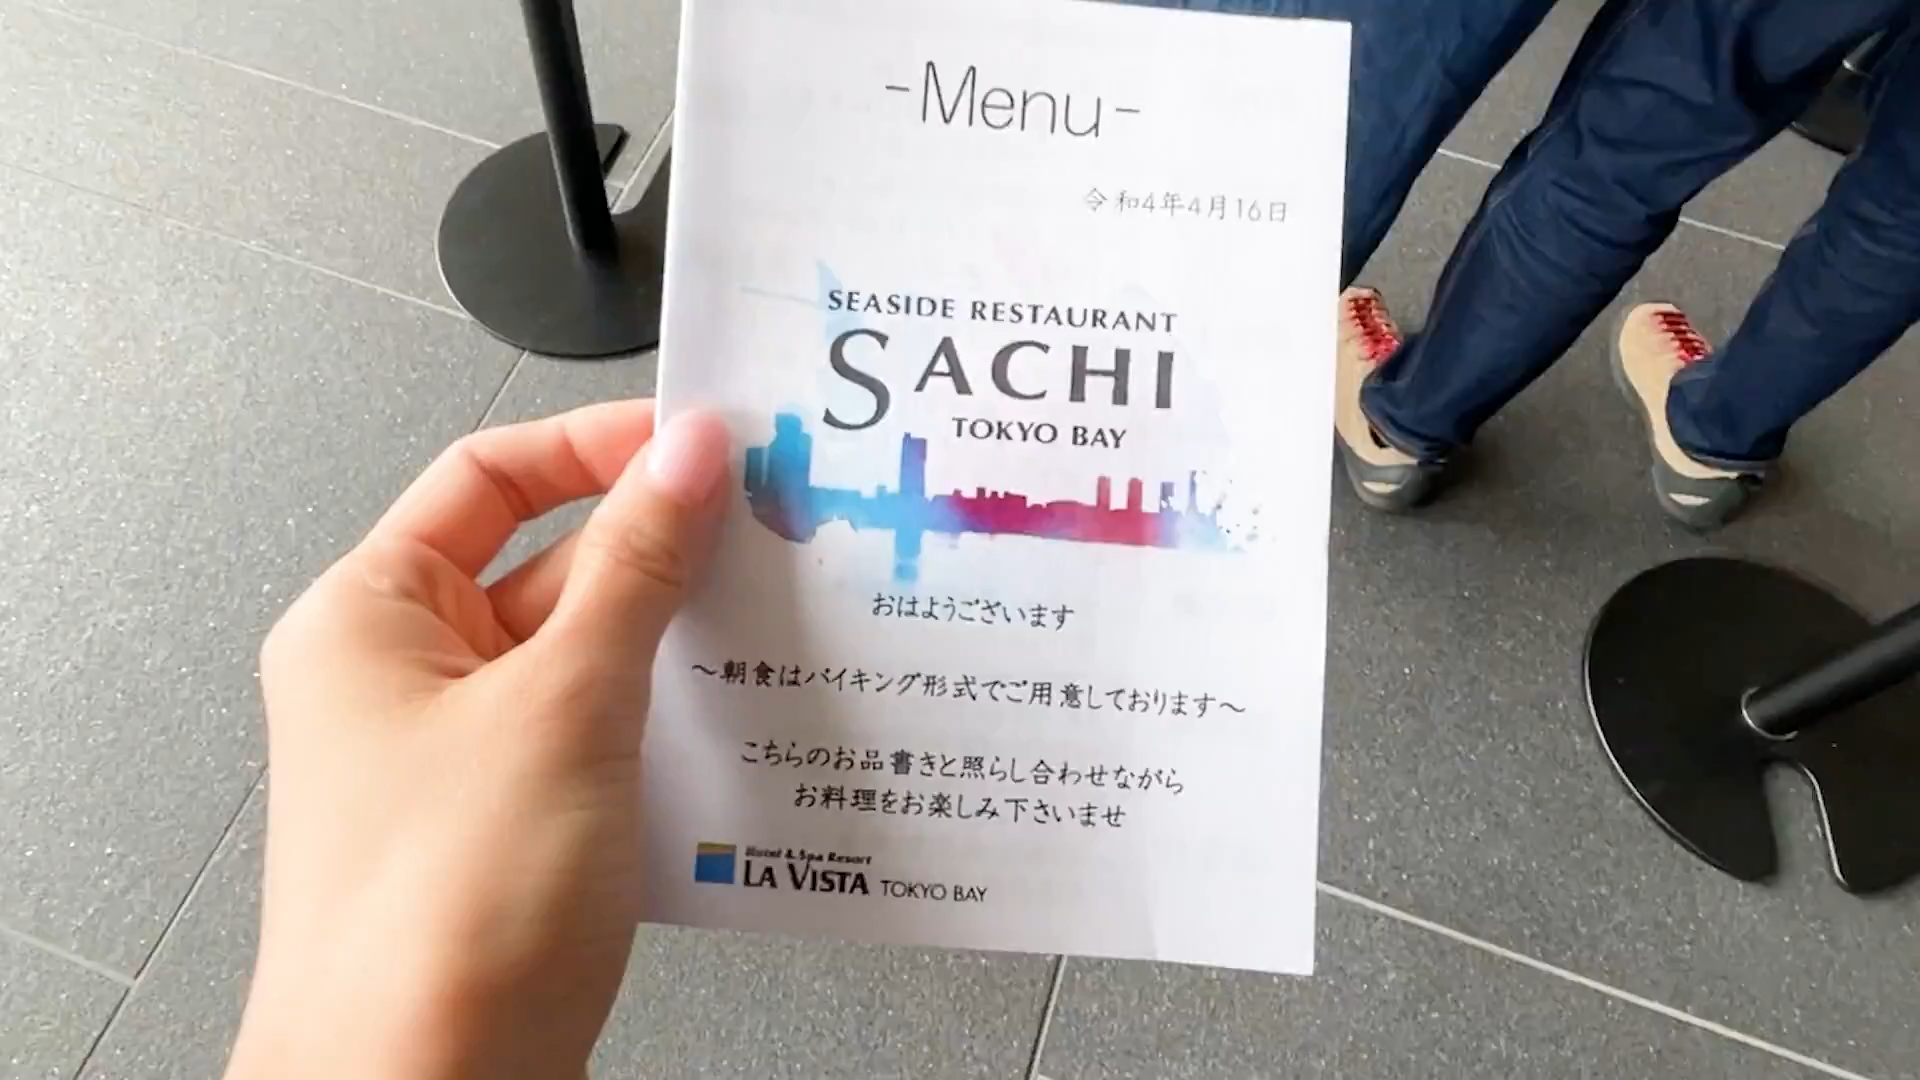 -Menu-
令和4年4月16日
SEASIDE RESTAURANT
SACHI
TOKYO BAY
おはようございます
～朝食はバイキング形式でご用意しております～
こちらのお品書きと照らし合わせながら
お料理をお楽しみ下さいませ
Hotel & Spa Resort
LA VISTA TOKYO BAY